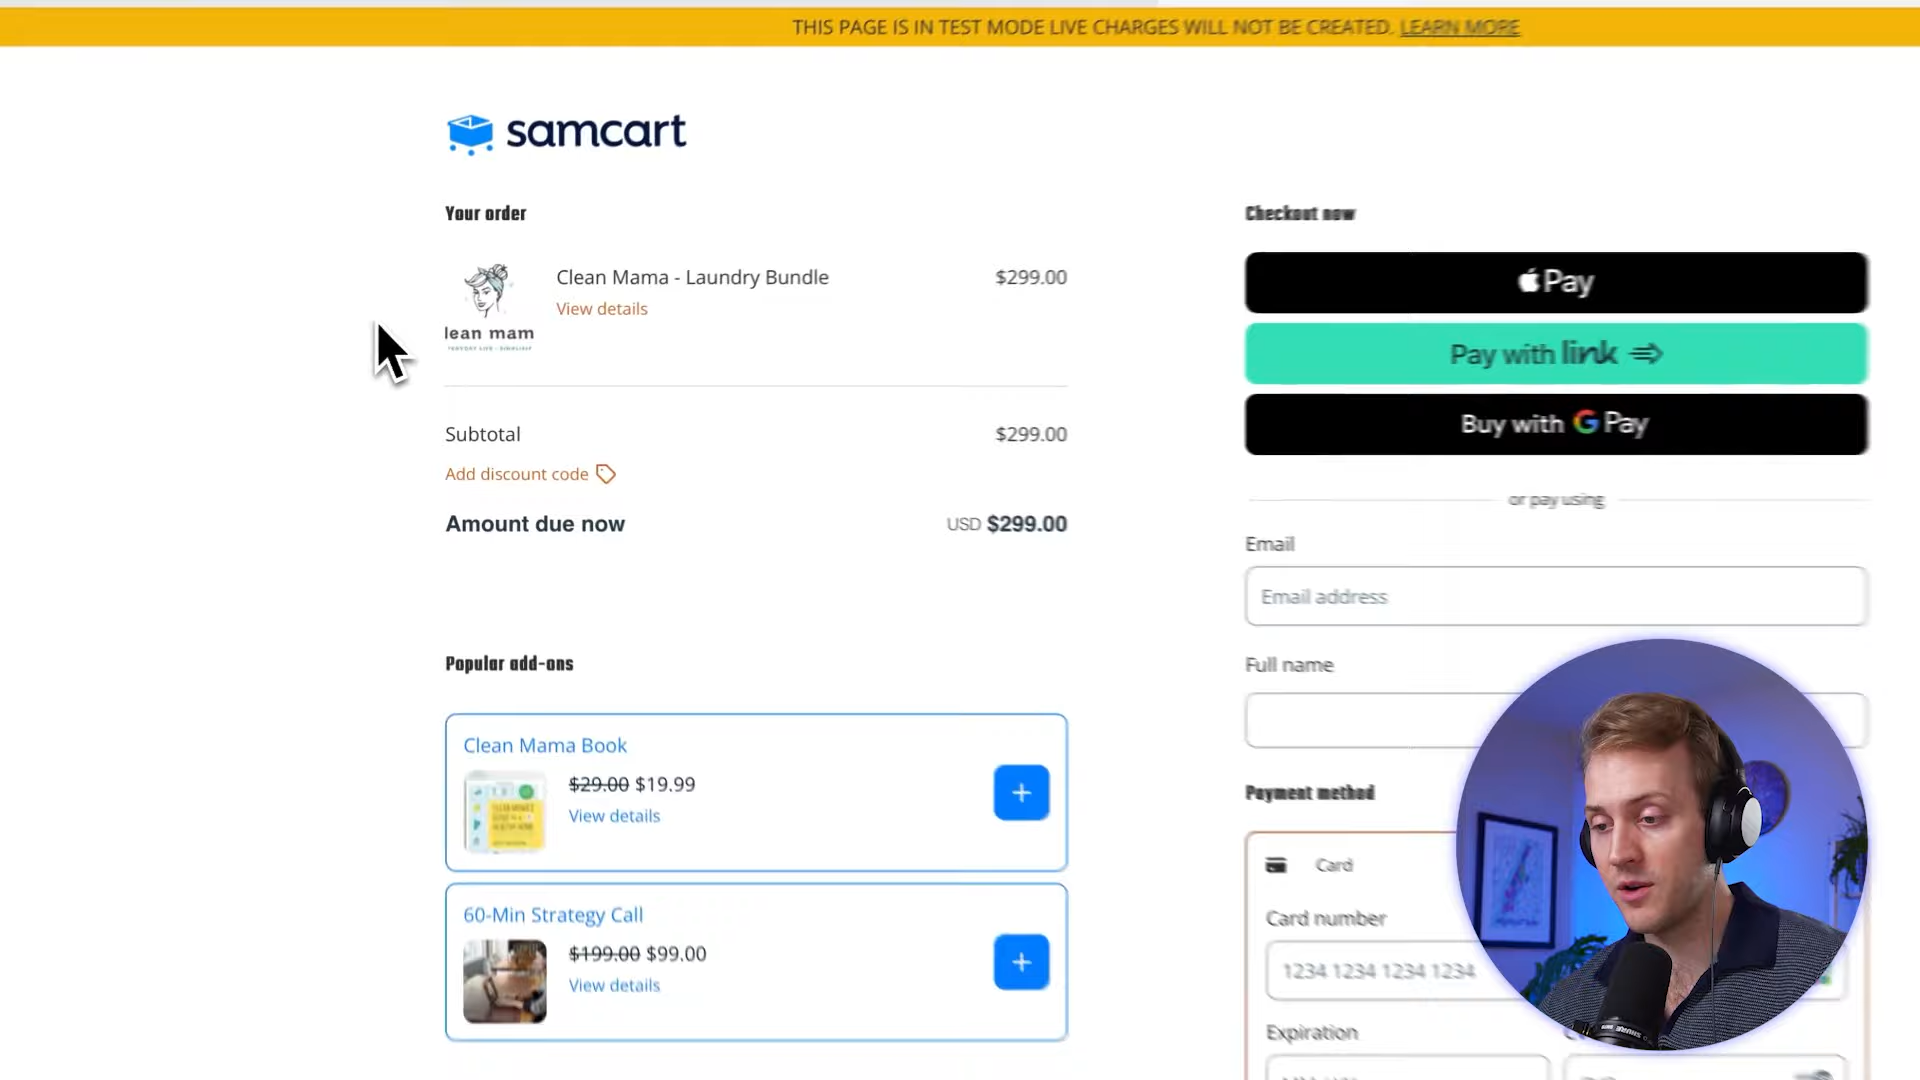 THIS PAGE IS IN TEST MODE LIVE CHARGES WILL NOT BE CREATED. LEARN MORE
samcart
Your order
lean mam
Clean Mama - Laundry Bundle
$299.00
View details
Subtotal
$299.00
Add discount code
Amount due now
USD $299.00
Popular add-ons
Clean Mama Book
$29.00 $19.99
View details
+
60-Min Strategy Call
$199.00 $99.00
View details
+
Checkout now
Pay
Pay with link
Buy with G Pay
or pay using
Email
Email address
Full name
Payment method
Card
Card number
1234 1234 1234 1234
Expiration